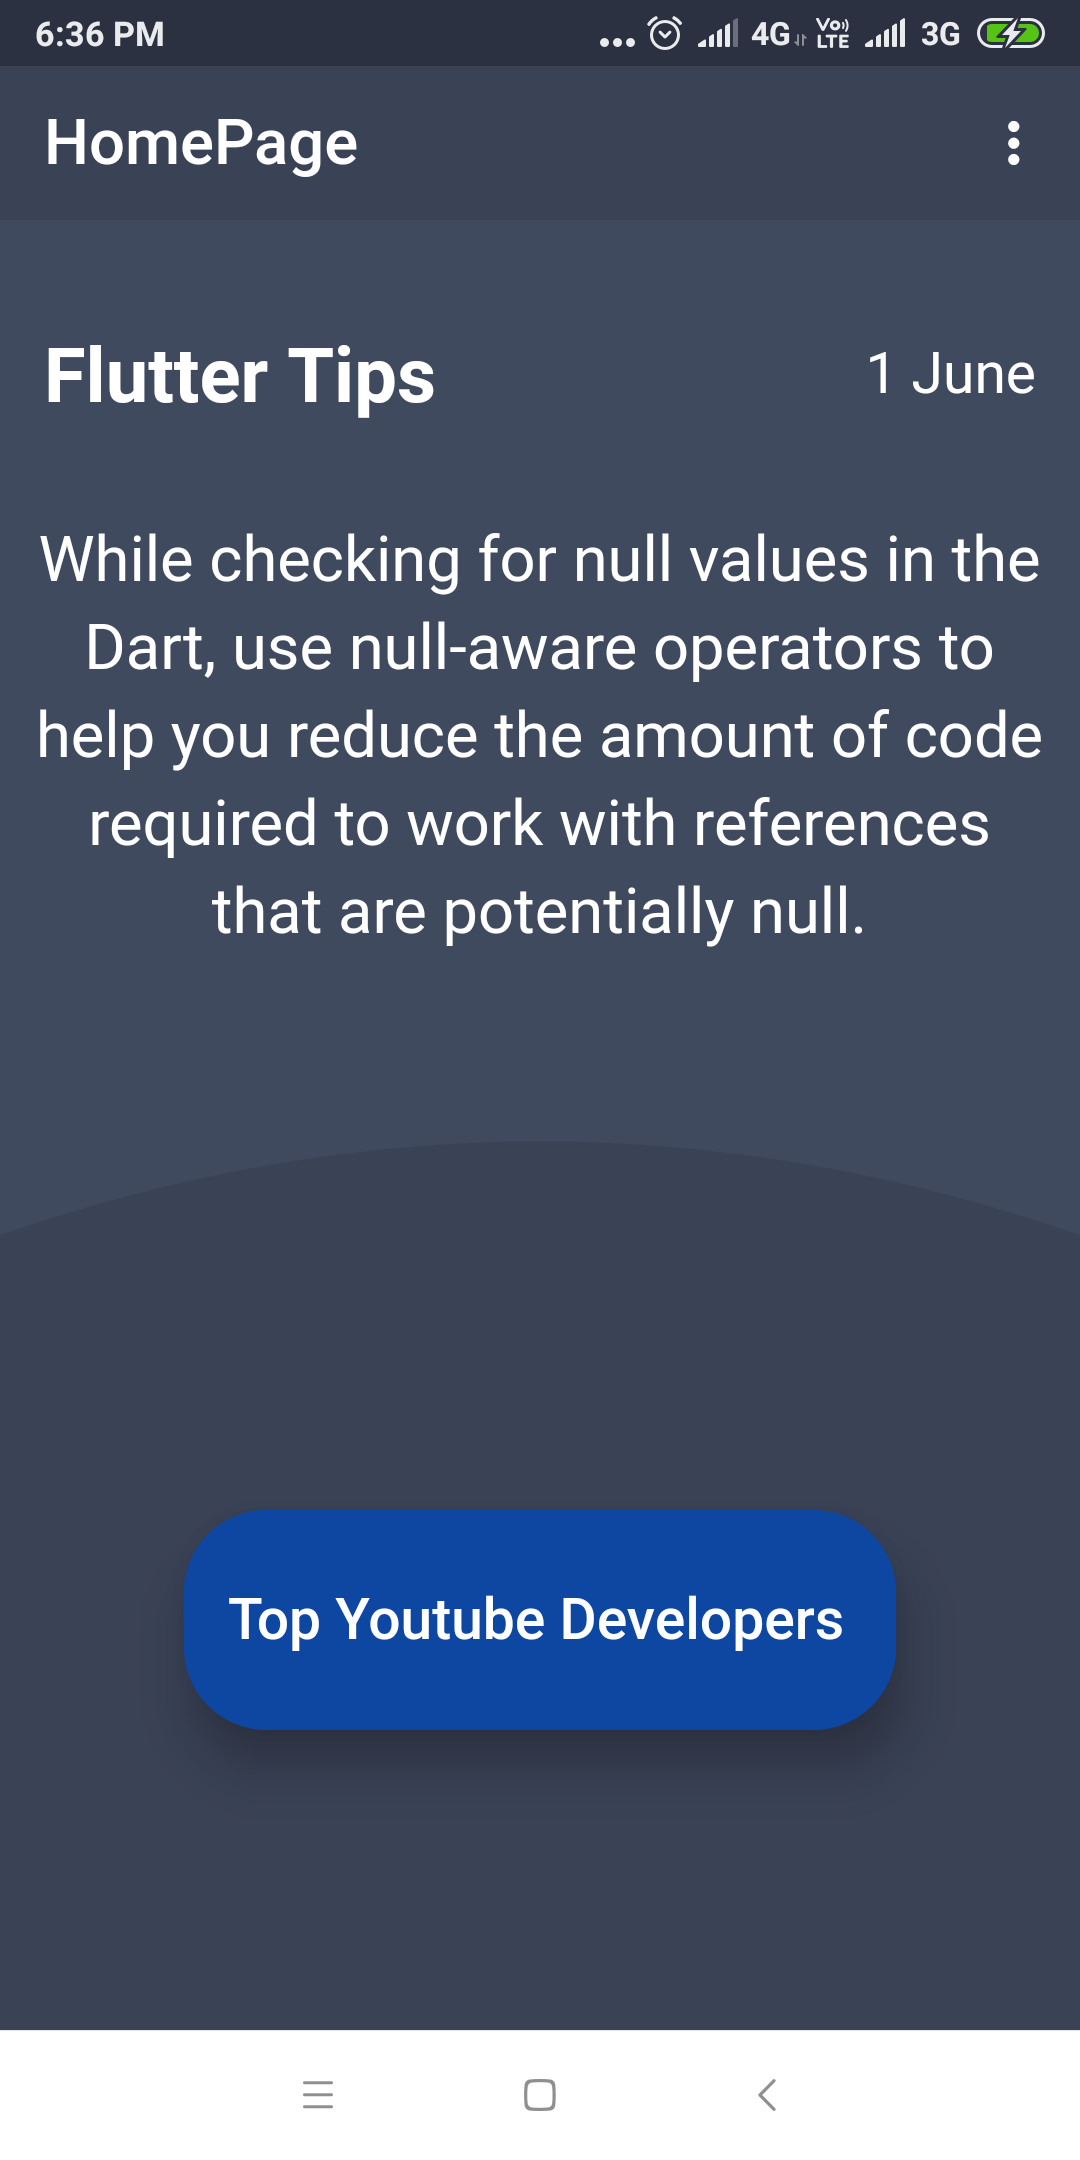 6:36 PM 4G Vo LTE 3G
HomePage
Flutter Tips 1 June
While checking for null values in the
Dart, use null-aware operators to
help you reduce the amount of code
required to work with references
that are potentially null.
Top Youtube Developers